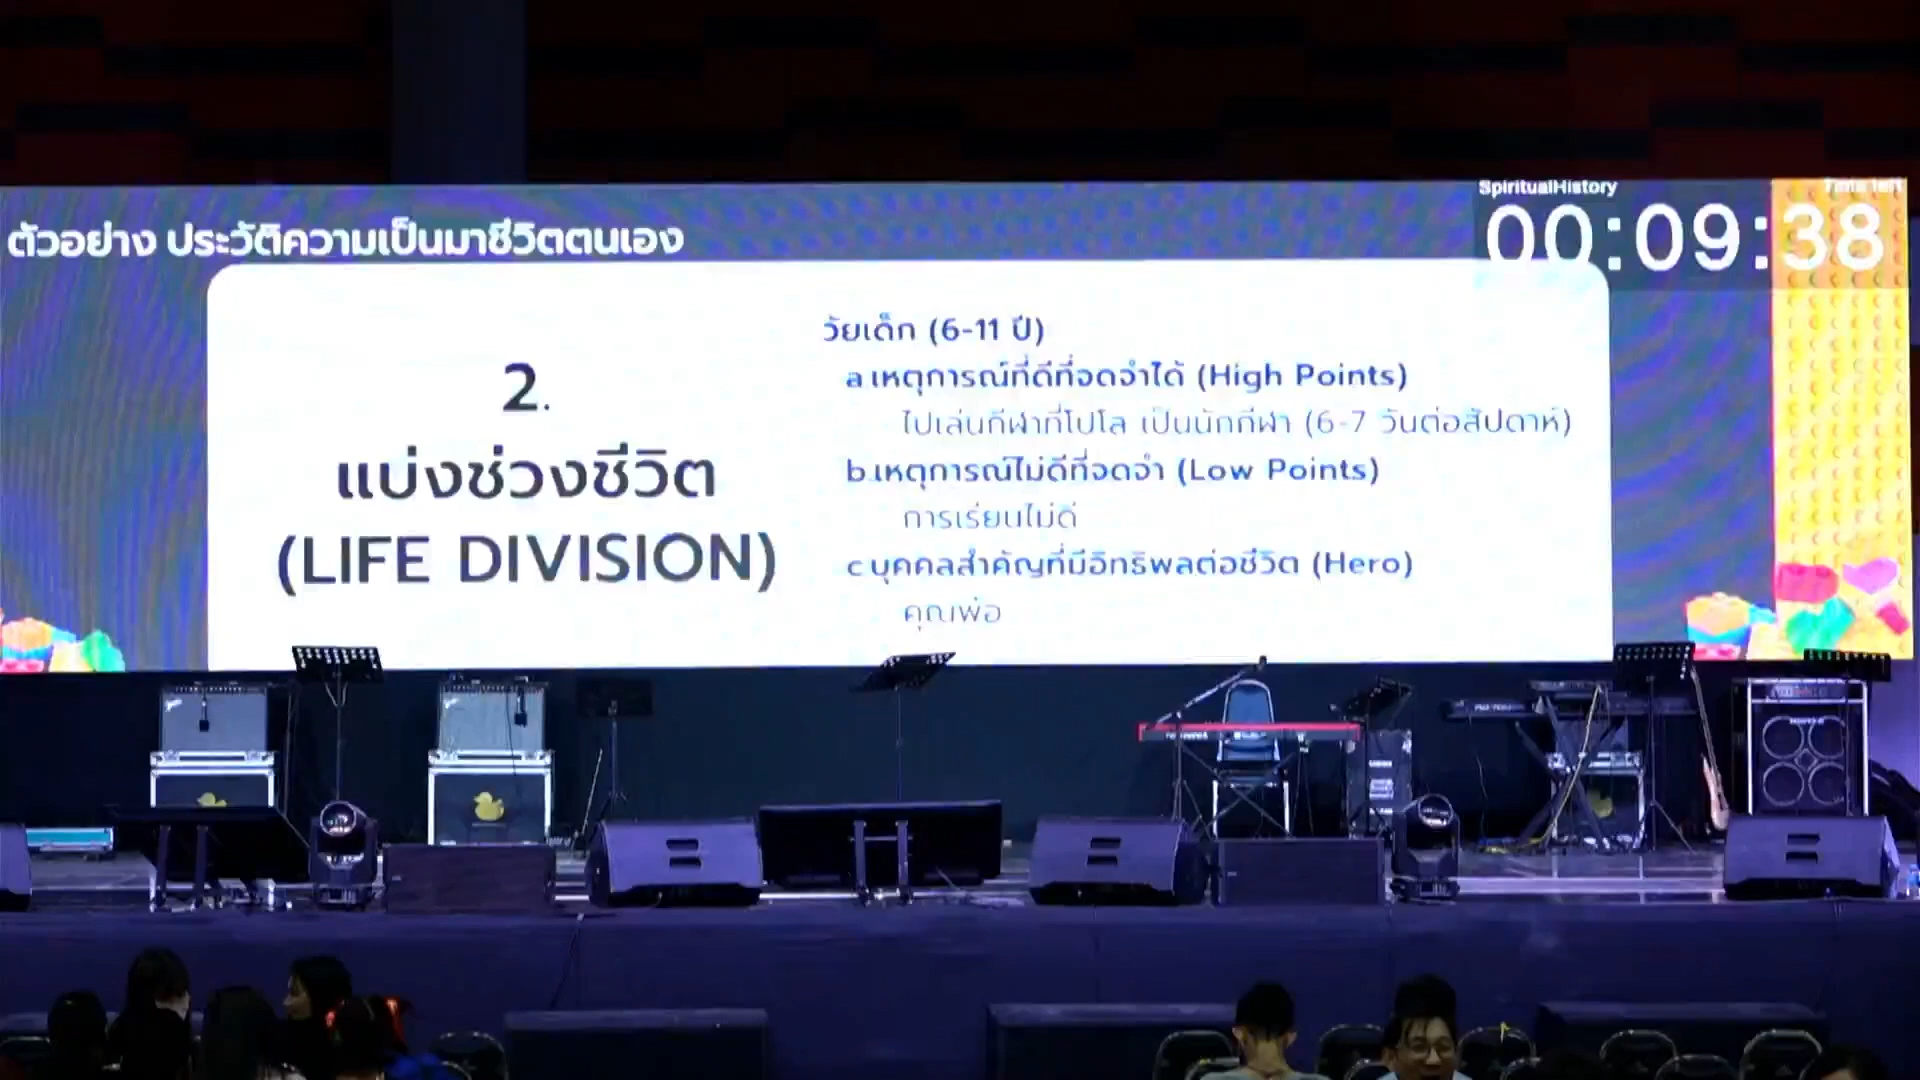 SpiritualHistory
Time left
00:09:38
ตัวอย่าง ประวัติความเป็นมาชีวิตตนเอง
2.
แบ่งช่วงชีวิต
(LIFE DIVISION)
วัยเด็ก (6-11 ปี)
a.เหตุการณ์ที่ดีที่จดจำได้ (High Points)
ไปเล่นกีฬาที่โปโล เป็นนักกีฬา (6-7 วันต่อสัปดาห์)
b.เหตุการณ์ไม่ดีที่จดจำ (Low Points)
การเรียนไม่ดี
c.บุคคลสำคัญที่มีอิทธิพลต่อชีวิต (Hero)
คุณพ่อ